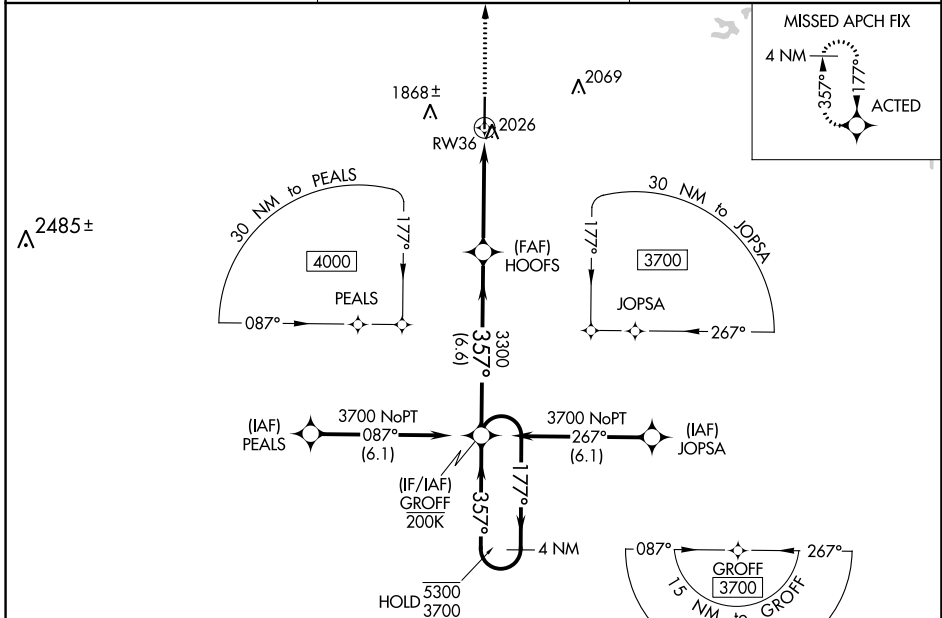 MISSED APCH FIX
4 NM
357°
177°
ACTED
2069
1868±
2026
RW36
2485±
30 NM to PEALS
177°
4000
PEALS
087°
(FAF)
HOOFS
30 NM to JOPSA
177°
3700
JOPSA
267°
3300
357°
(6.6)
(IAF)
PEALS
3700 NoPT
087°
(6.1)
3700 NoPT
267°
(6.1)
(IAF)
JOPSA
(IF/IAF)
GROFF
200K
357°
177°
4 NM
HOLD 5300
3700
087°
267°
GROFF
3700
15 NM to GROFF